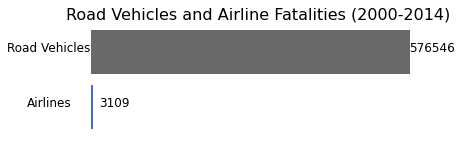 Road Vehicles and Airline Fatalities (2000-2014)
Road Vehicles 576546
Airlines 3109